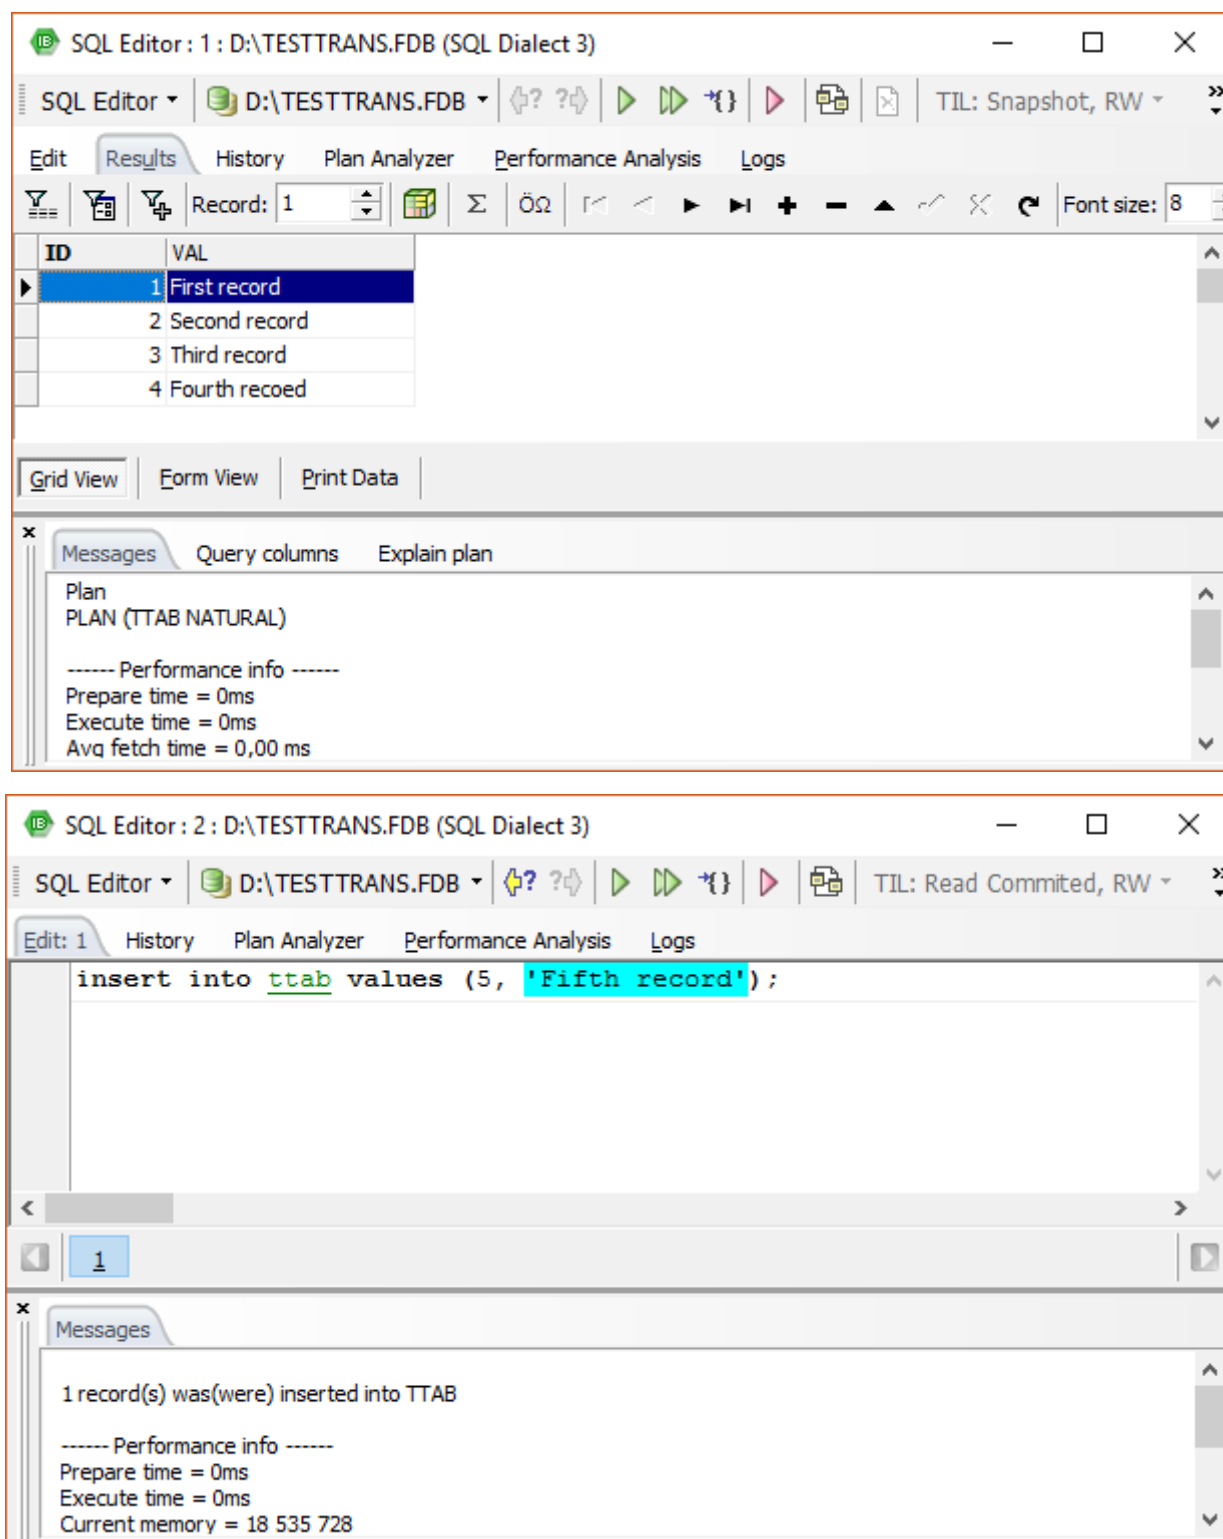 SQL Editor : 1 : D:\TESTTRANS.FDB (SQL Dialect 3)
SQL Editor D:\TESTTRANS.FDB TIL: Snapshot, RW
Edit Results History Plan Analyzer Performance Analysis Logs
Record: 1 Σ ÖΩ Font size: 8
ID VAL
1 First record
2 Second record
3 Third record
4 Fourth recoed
Grid View Form View Print Data
Messages Query columns Explain plan
Plan
PLAN (TTAB NATURAL)
------ Performance info ------
Prepare time = 0ms
Execute time = 0ms
Avg fetch time = 0,00 ms
SQL Editor : 2 : D:\TESTTRANS.FDB (SQL Dialect 3)
SQL Editor D:\TESTTRANS.FDB TIL: Read Commited, RW
Edit: 1 History Plan Analyzer Performance Analysis Logs
insert into ttab values (5, 'Fifth record');
1
Messages
1 record(s) was(were) inserted into TTAB
------ Performance info ------
Prepare time = 0ms
Execute time = 0ms
Current memory = 18 535 728